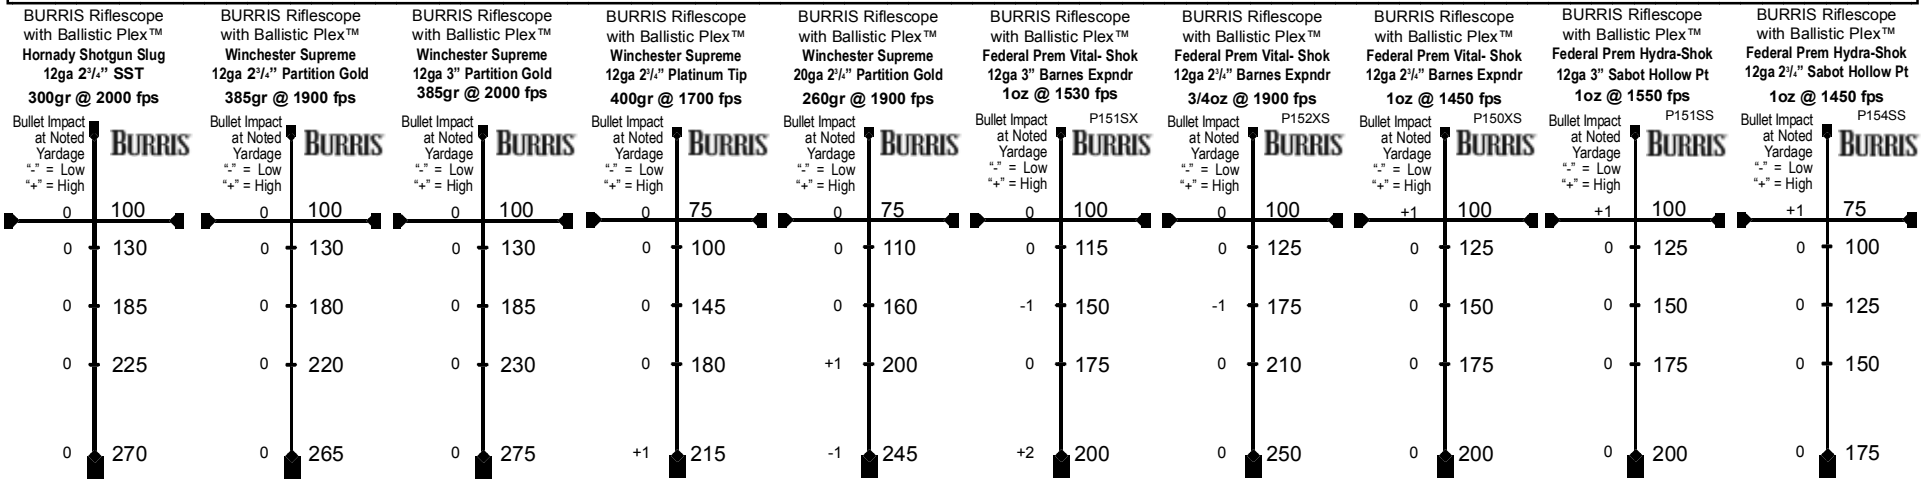 BURRIS Riflescope
with Ballistic Plex™
Hornady Shotgun Slug
12ga 2³/⁴” SST
300gr @ 2000 fps
Bullet Impact
at Noted
Yardage
“-” = Low
“+” = High
BURRIS
0 100
0 130
0 185
0 225
0 270
BURRIS Riflescope
with Ballistic Plex™
Winchester Supreme
12ga 2³/⁴” Partition Gold
385gr @ 1900 fps
Bullet Impact
at Noted
Yardage
“-” = Low
“+” = High
BURRIS
0 100
0 130
0 180
0 220
0 265
BURRIS Riflescope
with Ballistic Plex™
Winchester Supreme
12ga 3” Partition Gold
385gr @ 2000 fps
Bullet Impact
at Noted
Yardage
“-” = Low
“+” = High
BURRIS
0 100
0 130
0 185
0 230
0 275
BURRIS Riflescope
with Ballistic Plex™
Winchester Supreme
12ga 2³/⁴” Platinum Tip
400gr @ 1700 fps
Bullet Impact
at Noted
Yardage
“-” = Low
“+” = High
BURRIS
0 75
0 100
0 145
0 180
+1 215
BURRIS Riflescope
with Ballistic Plex™
Winchester Supreme
20ga 2³/⁴” Partition Gold
260gr @ 1900 fps
Bullet Impact
at Noted
Yardage
“-” = Low
“+” = High
BURRIS
0 75
0 110
0 160
+1 200
-1 245
BURRIS Riflescope
with Ballistic Plex™
Federal Prem Vital- Shok
12ga 3” Barnes Expndr
1oz @ 1530 fps
P151SX
Bullet Impact
at Noted
Yardage
“-” = Low
“+” = High
BURRIS
0 100
0 115
-1 150
0 175
+2 200
BURRIS Riflescope
with Ballistic Plex™
Federal Prem Vital- Shok
12ga 2³/⁴” Barnes Expndr
3/4oz @ 1900 fps
P152XS
Bullet Impact
at Noted
Yardage
“-” = Low
“+” = High
BURRIS
0 100
0 125
-1 175
0 210
0 250
BURRIS Riflescope
with Ballistic Plex™
Federal Prem Vital- Shok
12ga 2³/⁴” Barnes Expndr
1oz @ 1450 fps
P150XS
Bullet Impact
at Noted
Yardage
“-” = Low
“+” = High
BURRIS
+1 100
0 125
0 150
0 175
0 200
BURRIS Riflescope
with Ballistic Plex™
Federal Prem Hydra-Shok
12ga 3” Sabot Hollow Pt
1oz @ 1550 fps
P151SS
Bullet Impact
at Noted
Yardage
“-” = Low
“+” = High
BURRIS
+1 100
0 125
0 150
0 175
0 200
BURRIS Riflescope
with Ballistic Plex™
Federal Prem Hydra-Shok
12ga 2³/⁴” Sabot Hollow Pt
1oz @ 1450 fps
P154SS
Bullet Impact
at Noted
Yardage
“-” = Low
“+” = High
BURRIS
+1 75
0 100
0 125
0 150
0 175